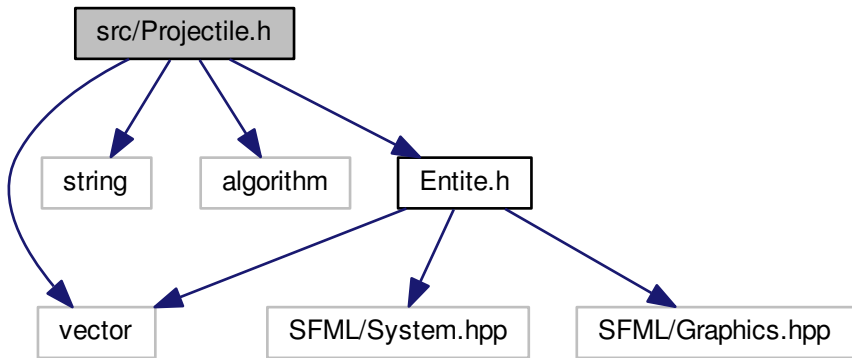 src/Projectile.h
string
algorithm
Entite.h
vector
SFML/System.hpp
SFML/Graphics.hpp